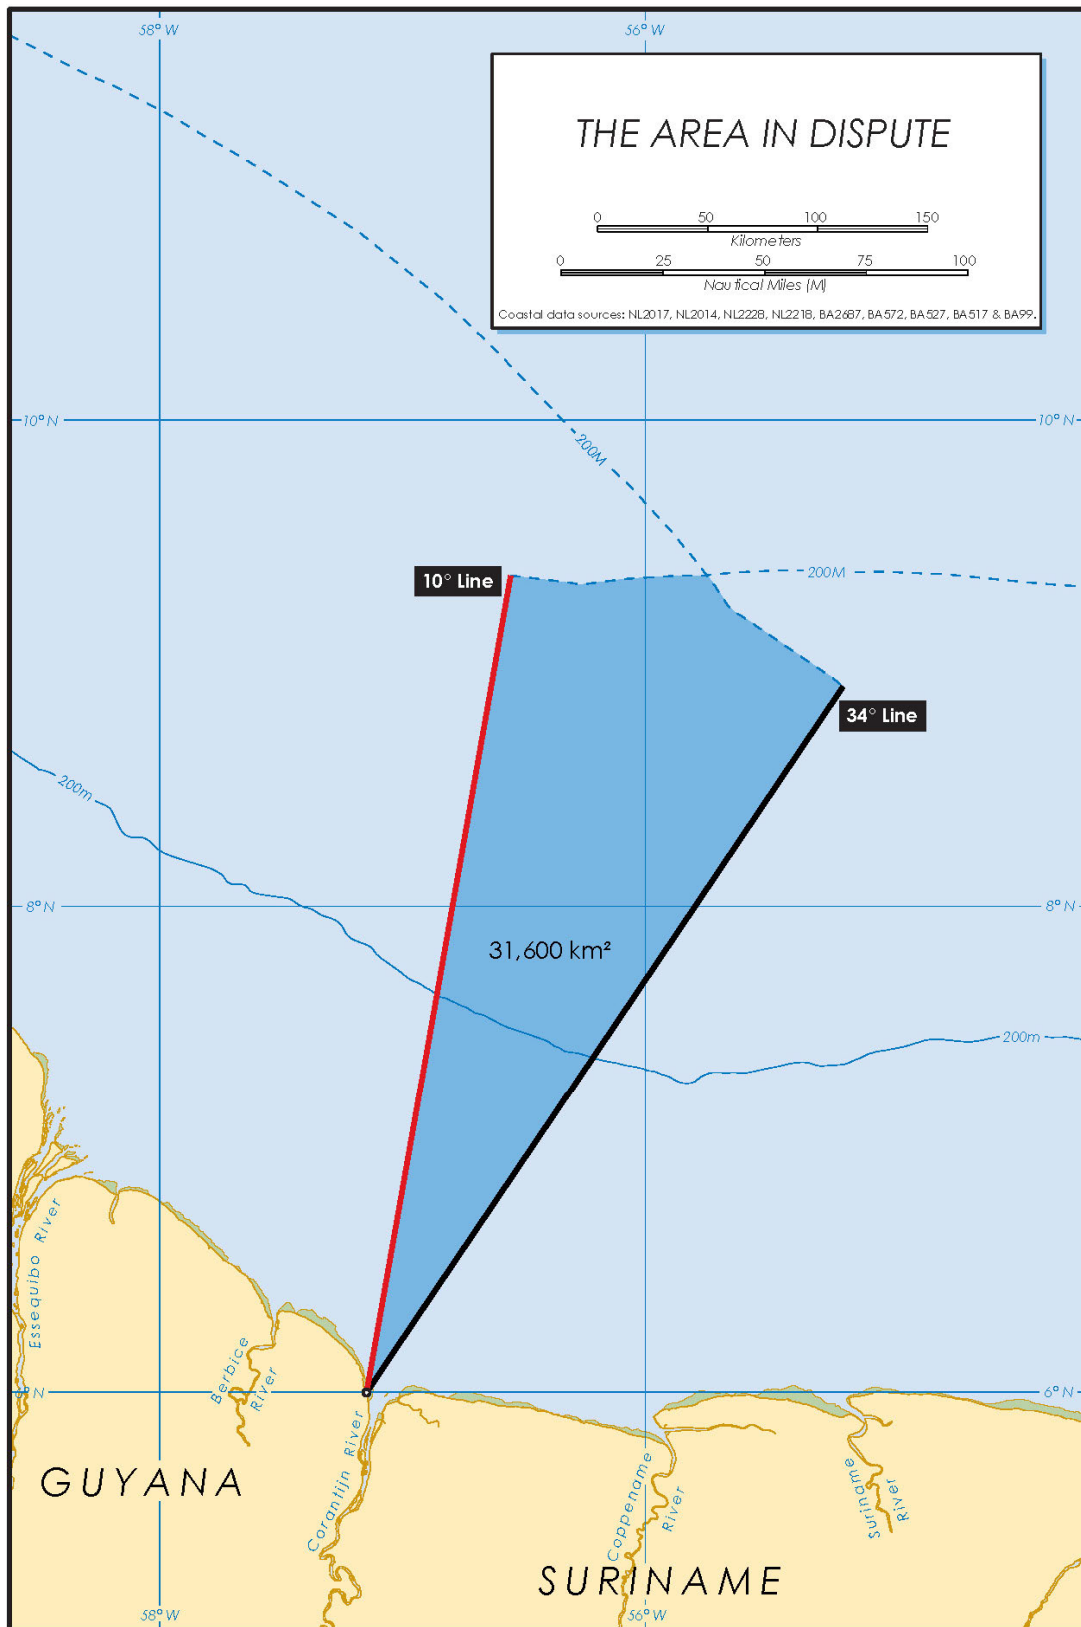 58° W
56° W
THE AREA IN DISPUTE
0 50 100 150
Kilometers
0 25 50 75 100
Nautical Miles (M)
Coastal data sources: NL2017, NL2014, NL2228, NL2218, BA2687, BA572, BA527, BA517 & BA99.
10° N
10° N
200M
10° Line
200M
34° Line
200m
8° N
8° N
31,600 km²
200m
Essequibo River
Berbice
River
6° N
6° N
Corantijn River
GUYANA
Coppename
River
Suriname
River
SURINAME
58° W
56° W